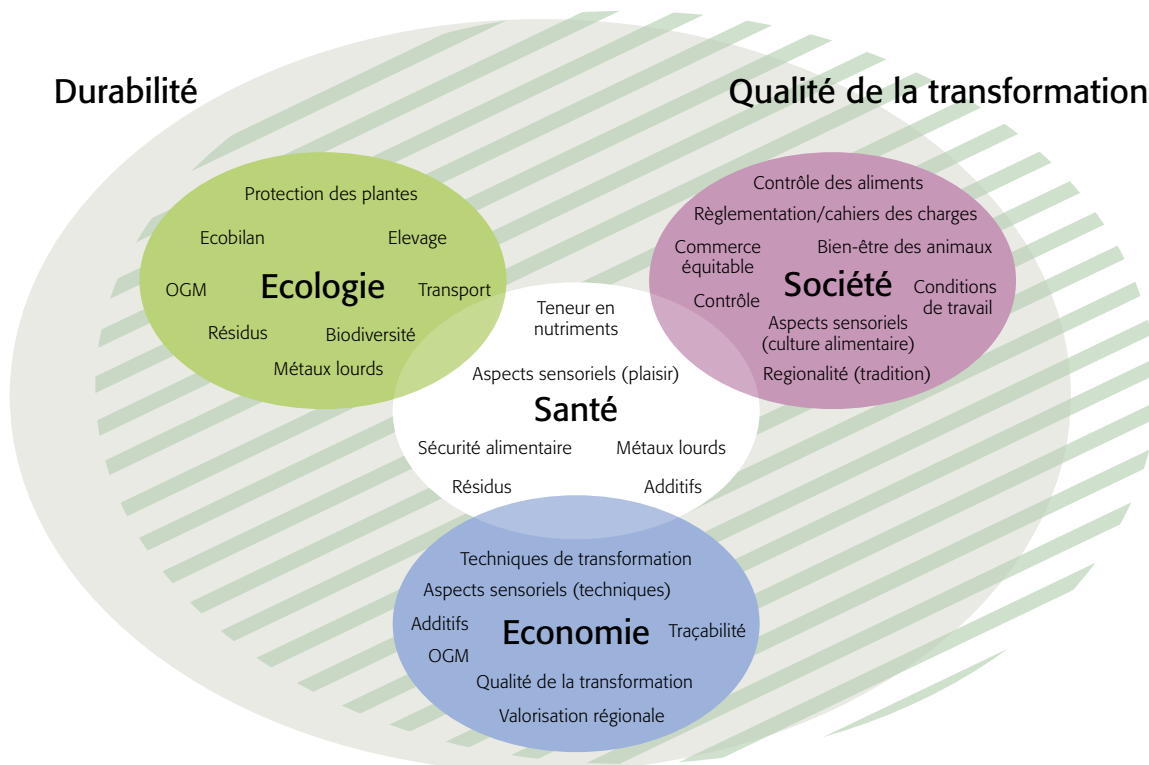 Durabilité
Qualité de la transformation
Protection des plantes
Ecobilan
Elevage
OGM
Ecologie
Transport
Résidus
Biodiversité
Métaux lourds
Contrôle des aliments
Règlementation/cahiers des charges
Commerce
équitable
Bien-être des animaux
Société
Conditions
de travail
Contrôle
Aspects sensoriels
(culture alimentaire)
Regionalité (tradition)
Teneur en
nutriments
Aspects sensoriels (plaisir)
Santé
Sécurité alimentaire
Métaux lourds
Résidus
Additifs
Techniques de transformation
Aspects sensoriels (techniques)
Additifs
Economie
Traçabilité
OGM
Qualité de la transformation
Valorisation régionale